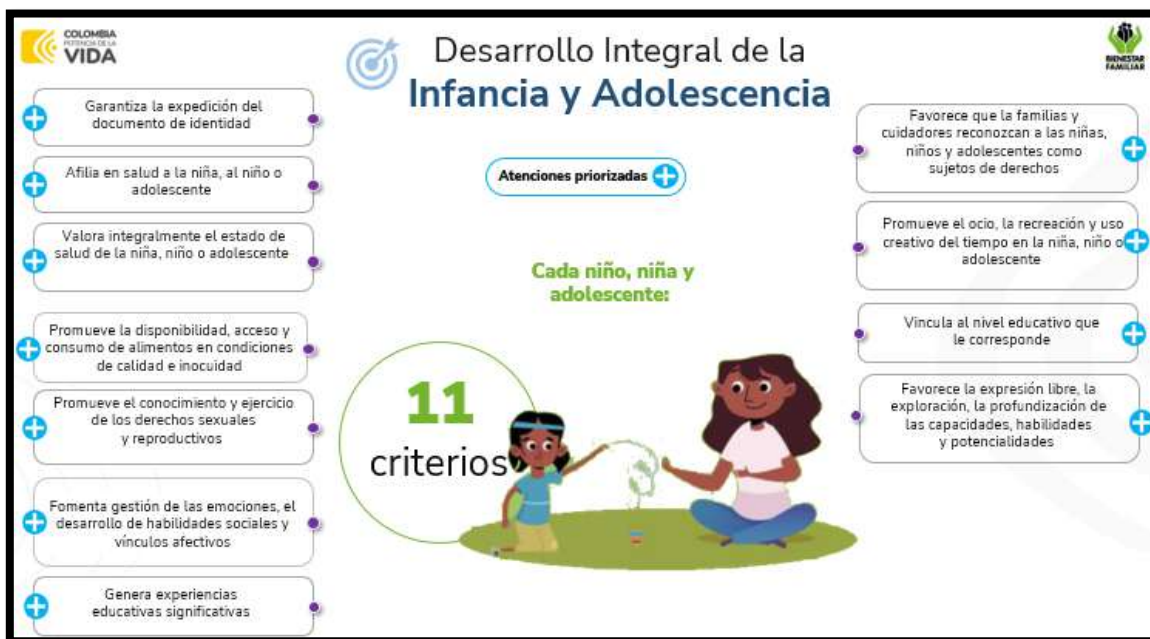 COLOMBIA
POTENCIA DE LA
VIDA
Desarrollo Integral de la
Infancia y Adolescencia
BIENESTAR
FAMILIAR
Atenciones priorizadas
Cada niño, niña y
adolescente:
11
criterios
Garantiza la expedición del
documento de identidad
Afilia en salud a la niña, al niño o
adolescente
Valora integralmente el estado de
salud de la niña, niño o adolescente
Promueve la disponibilidad, acceso y
consumo de alimentos en condiciones
de calidad e inocuidad
Promueve el conocimiento y ejercicio
de los derechos sexuales
y reproductivos
Fomenta gestión de las emociones, el
desarrollo de habilidades sociales y
vínculos afectivos
Genera experiencias
educativas significativas
Favorece que la familias y
cuidadores reconozcan a las niñas,
niños y adolescentes como
sujetos de derechos
Promueve el ocio, la recreación y uso
creativo del tiempo en la niña, niño o
adolescente
Vincula al nivel educativo que
le corresponde
Favorece la expresión libre, la
exploración, la profundización de
las capacidades, habilidades
y potencialidades